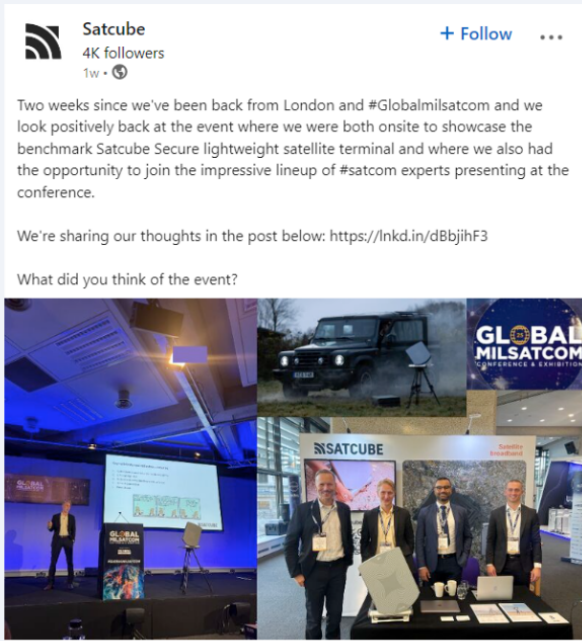 Satcube
+ Follow
4K followers
1w •
Two weeks since we've been back from London and #Globalmilsatcom and we
look positively back at the event where we were both onsite to showcase the
benchmark Satcube Secure lightweight satellite terminal and where we also had
the opportunity to join the impressive lineup of #satcom experts presenting at the
conference.
We're sharing our thoughts in the post below: https://lnkd.in/dBbjihF3
What did you think of the event?
GLOBAL
MILSATCOM
CONFERENCE & EXHIBITION
SATCUBE
Satellite
broadband
GLOBAL
MILSATCOM
GLOBAL
MILSATCOM